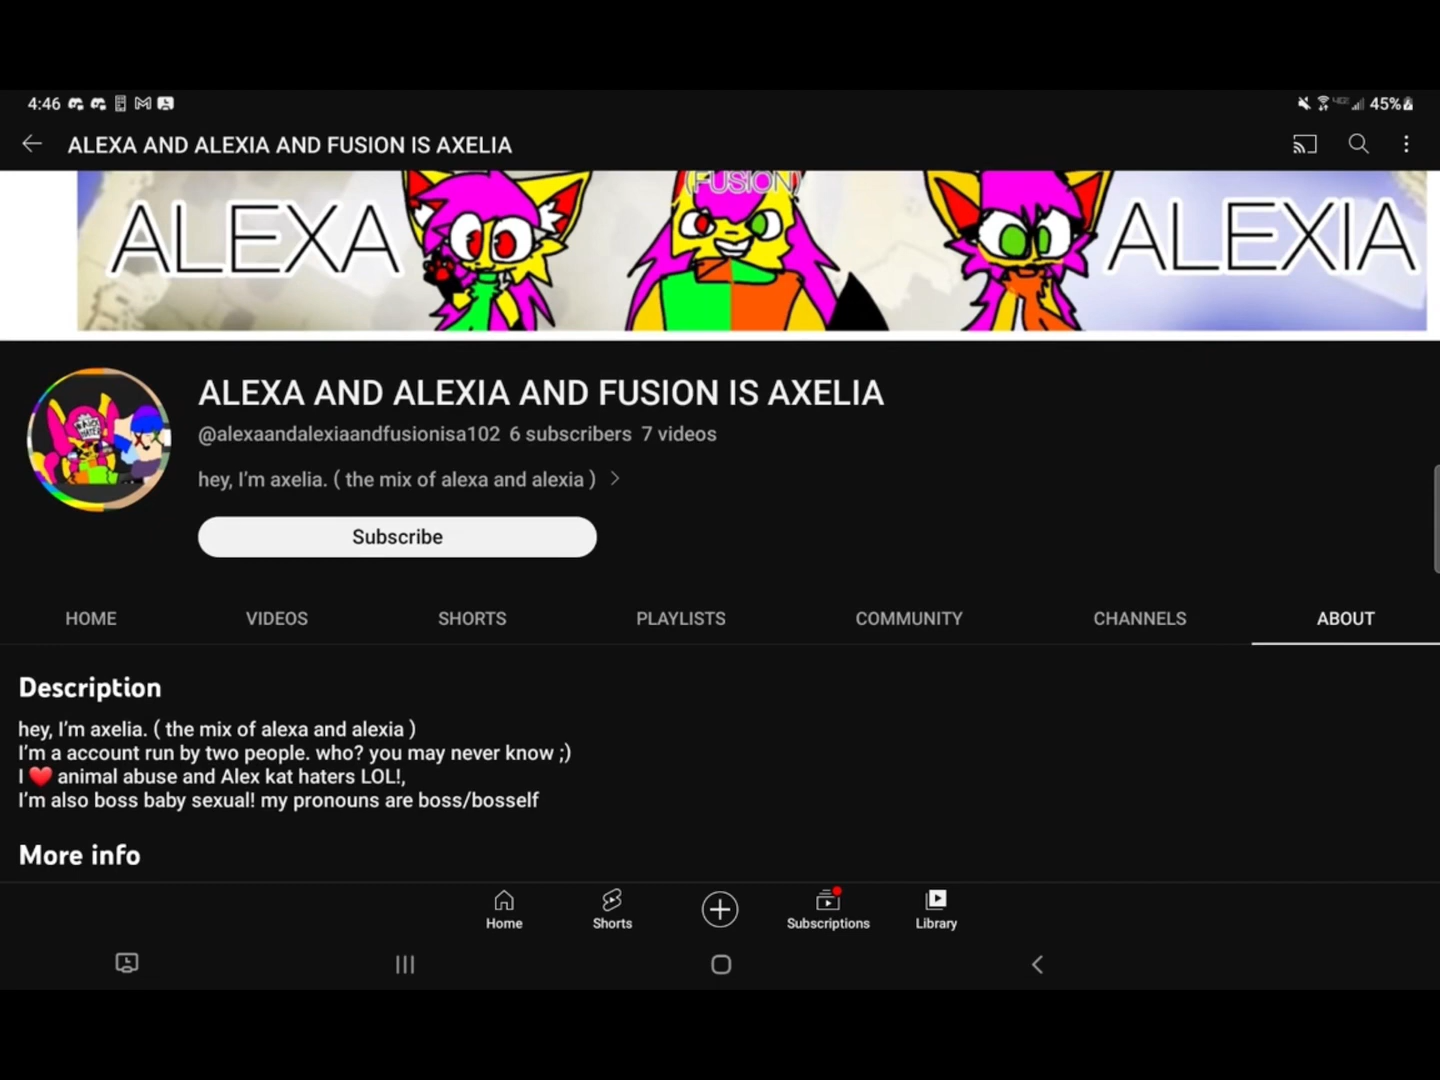 4:46
45%
ALEXA AND ALEXIA AND FUSION IS AXELIA
(FUSION)
ALEXA
ALEXIA
ALEXA AND ALEXIA AND FUSION IS AXELIA
@alexaandalexiaandfusionisa102 6 subscribers 7 videos
hey, I'm axelia. ( the mix of alexa and alexia )
Subscribe
HOME VIDEOS SHORTS PLAYLISTS COMMUNITY CHANNELS ABOUT
Description
hey, I'm axelia. ( the mix of alexa and alexia )
I'm a account run by two people. who? you may never know ;)
I ❤️ animal abuse and Alex kat haters LOL!,
I'm also boss baby sexual! my pronouns are boss/bosself
More info
Home Shorts Subscriptions Library